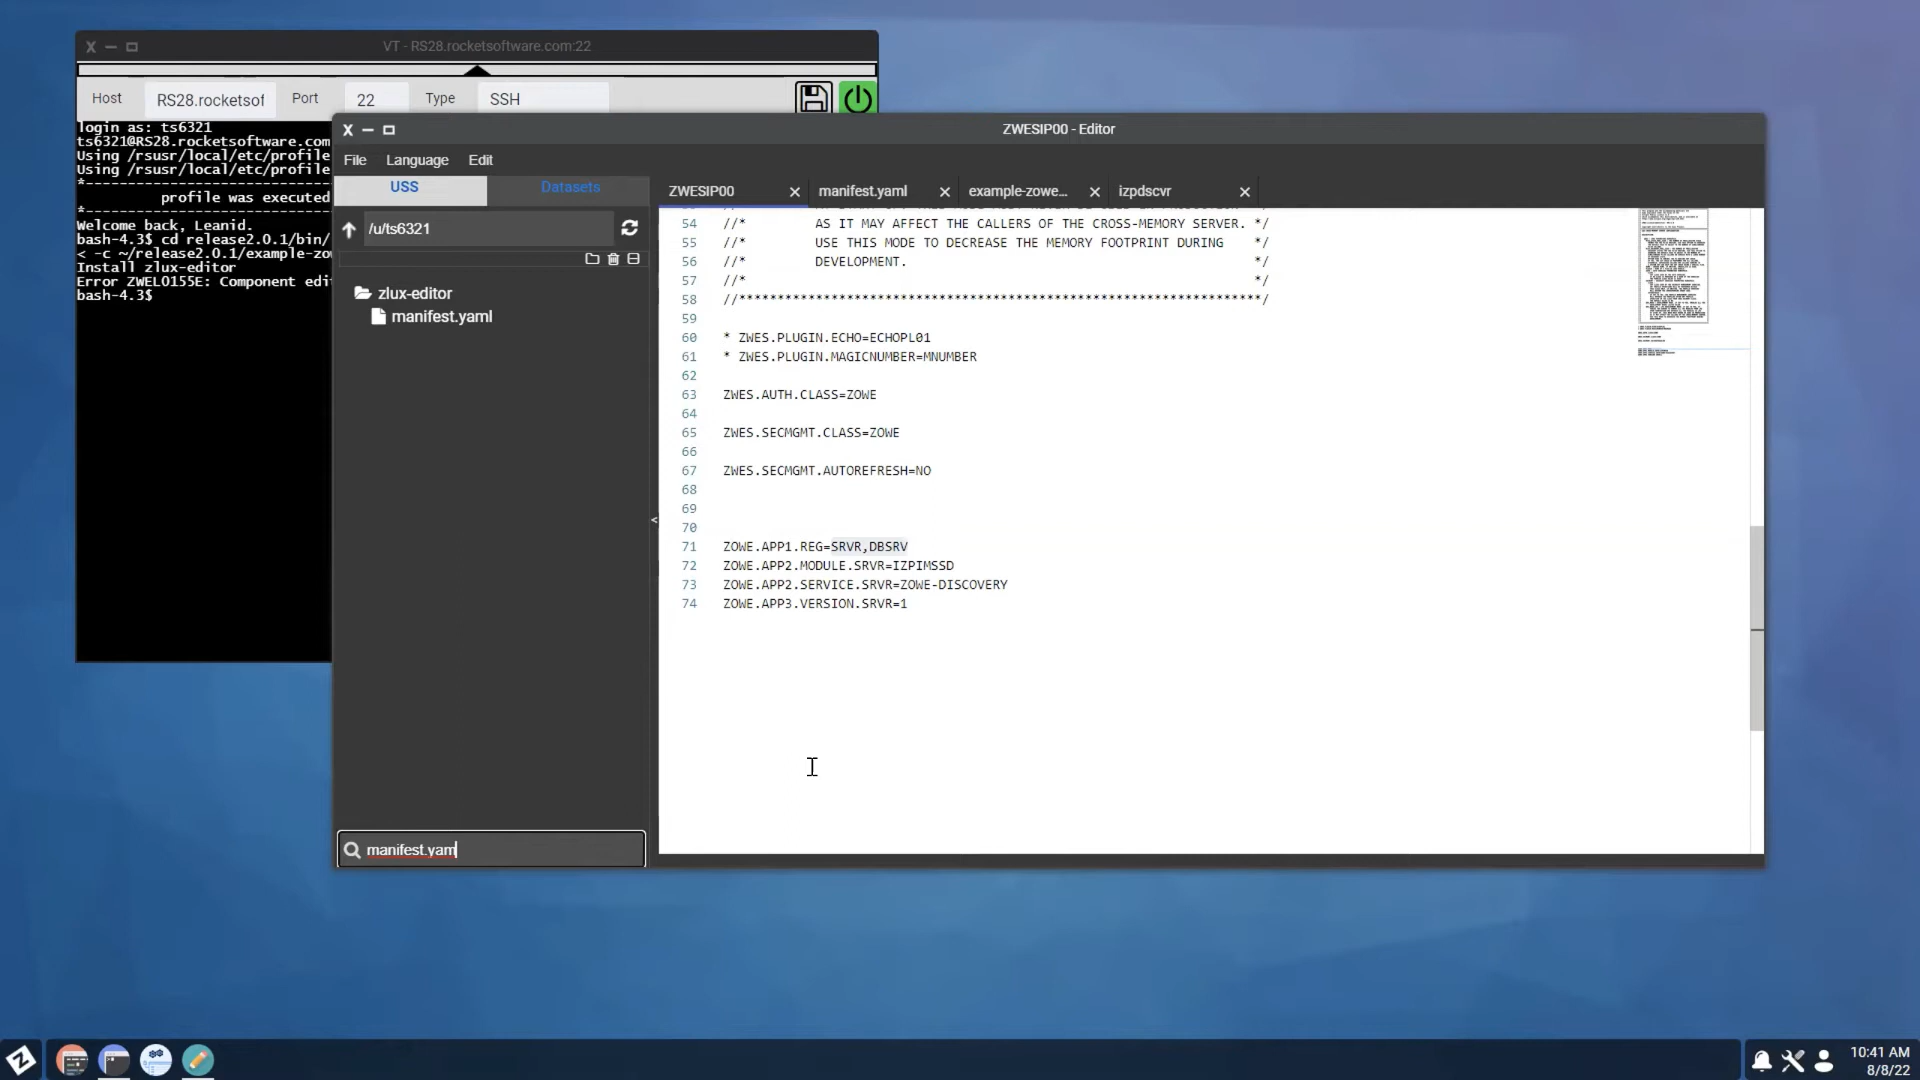 VT - RS28.rocketsoftware.com:22
Host RS28.rocketsof Port 22 Type SSH
login as: ts6321
ts6321@RS28.rocketsoftware.com
Using /rsusr/local/etc/profile
Using /rsusr/local/etc/profile
*-------------------------------
profile was executed
*-------------------------------
Welcome back, Leanid.
bash-4.3$ cd release2.0.1/bin/
< -c ~/release2.0.1/example-zo
Install zlux-editor
Error ZWEL0155E: Component edi
bash-4.3$
ZWESIP00 - Editor
File Language Edit
USS Datasets
/u/ts6321
zlux-editor
manifest.yaml
manifest.yam
ZWESIP00 manifest.yaml example-zowe... izpdscvr
54 //* AS IT MAY AFFECT THE CALLERS OF THE CROSS-MEMORY SERVER. */
55 //* USE THIS MODE TO DECREASE THE MEMORY FOOTPRINT DURING */
56 //* DEVELOPMENT. */
57 //* */
58 //********************************************************************/
59
60 * ZWES.PLUGIN.ECHO=ECHOPL01
61 * ZWES.PLUGIN.MAGICNUMBER=MNUMBER
62
63 ZWES.AUTH.CLASS=ZOWE
64
65 ZWES.SECMGMT.CLASS=ZOWE
66
67 ZWES.SECMGMT.AUTOREFRESH=NO
68
69
70
71 ZOWE.APP1.REG=SRVR,DBSRV
72 ZOWE.APP2.MODULE.SRVR=IZPIMSSD
73 ZOWE.APP2.SERVICE.SRVR=ZOWE-DISCOVERY
74 ZOWE.APP3.VERSION.SRVR=1
10:41 AM
8/8/22